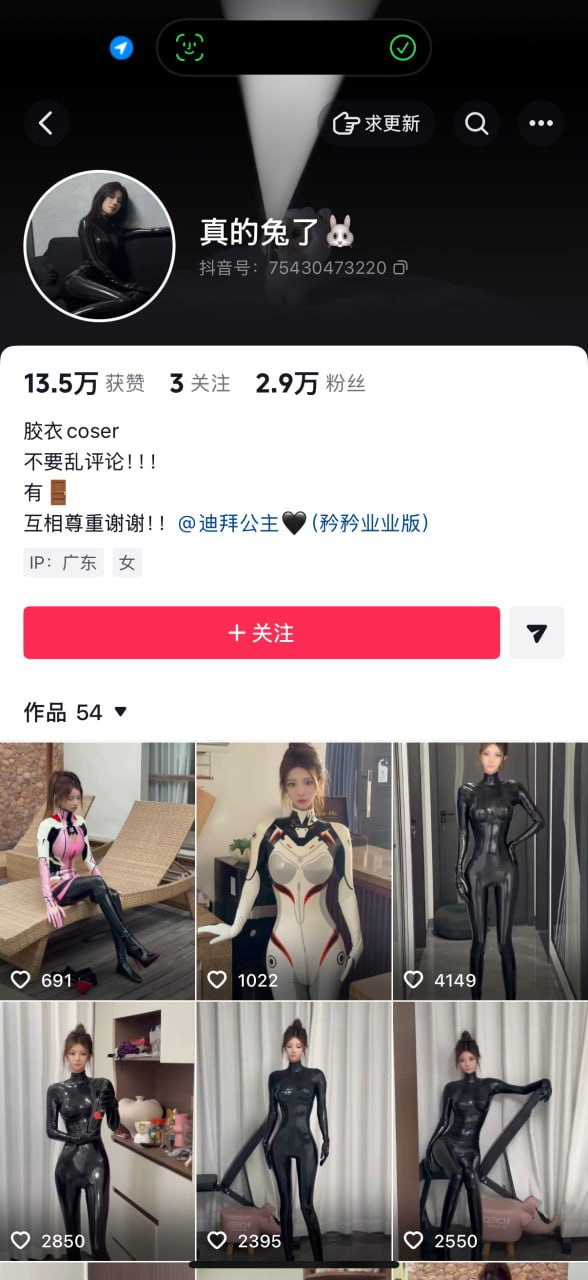 求更新
真的兔了🐰
抖音号：75430473220
13.5万 获赞 3 关注 2.9万 粉丝
胶衣coser
不要乱评论！！！
有🚪
互相尊重谢谢！！@迪拜公主🖤(矜矜业业版)
IP：广东 女
+ 关注
作品 54
691 1022 4149
2850 2395 2550